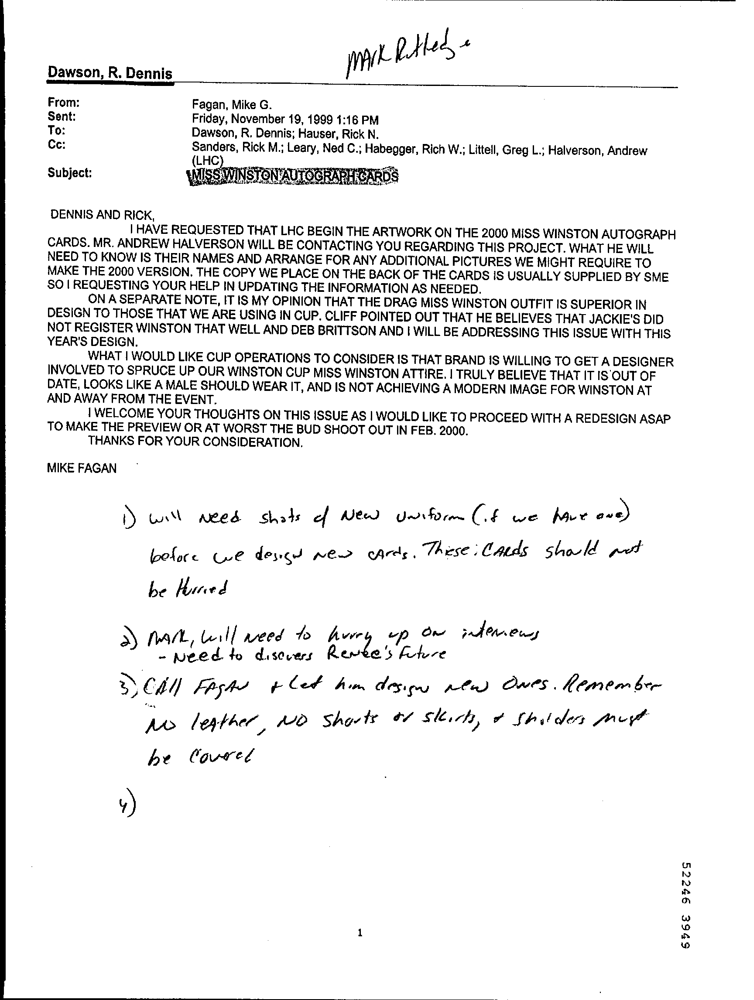 Mark Rutledge
Dawson, R. Dennis
From: Fagan, Mike G.
Sent: Friday, November 19, 1999 1:16 PM
To: Dawson, R. Dennis; Hauser, Rick N.
Cc: Sanders, Rick M.; Leary, Ned C.; Habegger, Rich W.; Littell, Greg L.; Halverson, Andrew
(LHC)
Subject: MISS WINSTON AUTOGRAPH CARDS
DENNIS AND RICK,
I HAVE REQUESTED THAT LHC BEGIN THE ARTWORK ON THE 2000 MISS WINSTON AUTOGRAPH
CARDS. MR. ANDREW HALVERSON WILL BE CONTACTING YOU REGARDING THIS PROJECT. WHAT HE WILL
NEED TO KNOW IS THEIR NAMES AND ARRANGE FOR ANY ADDITIONAL PICTURES WE MIGHT REQUIRE TO
MAKE THE 2000 VERSION. THE COPY WE PLACE ON THE BACK OF THE CARDS IS USUALLY SUPPLIED BY SME
SO I REQUESTING YOUR HELP IN UPDATING THE INFORMATION AS NEEDED.
ON A SEPARATE NOTE, IT IS MY OPINION THAT THE DRAG MISS WINSTON OUTFIT IS SUPERIOR IN
DESIGN TO THOSE THAT WE ARE USING IN CUP. CLIFF POINTED OUT THAT HE BELIEVES THAT JACKIE'S DID
NOT REGISTER WINSTON THAT WELL AND DEB BRITTSON AND I WILL BE ADDRESSING THIS ISSUE WITH THIS
YEAR'S DESIGN.
WHAT I WOULD LIKE CUP OPERATIONS TO CONSIDER IS THAT BRAND IS WILLING TO GET A DESIGNER
INVOLVED TO SPRUCE UP OUR WINSTON CUP MISS WINSTON ATTIRE. I TRULY BELIEVE THAT IT IS OUT OF
DATE, LOOKS LIKE A MALE SHOULD WEAR IT, AND IS NOT ACHIEVING A MODERN IMAGE FOR WINSTON AT
AND AWAY FROM THE EVENT.
I WELCOME YOUR THOUGHTS ON THIS ISSUE AS I WOULD LIKE TO PROCEED WITH A REDESIGN ASAP
TO MAKE THE PREVIEW OR AT WORST THE BUD SHOOT OUT IN FEB. 2000.
THANKS FOR YOUR CONSIDERATION.
MIKE FAGAN
1) will need shots of New Uniform (if we have one)
before we design new cards. These cards should not
be Hurried
2) Mark, will need to hurry up on interviews
- Need to discuss Renee's future
3) Call Fagan + let him design new ones. Remember
No leather, NO shorts or skirts, + shoulders must
be covered
4)
1
52246 3949